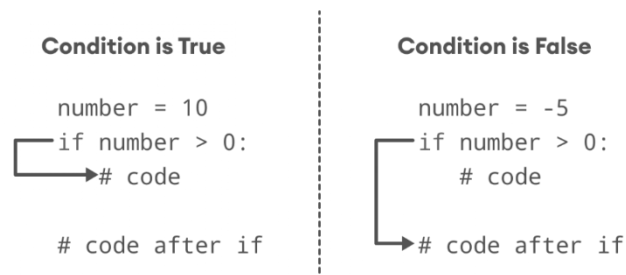 Condition is True
number = 10
if number > 0:
# code
# code after if
Condition is False
number = -5
if number > 0:
# code
# code after if